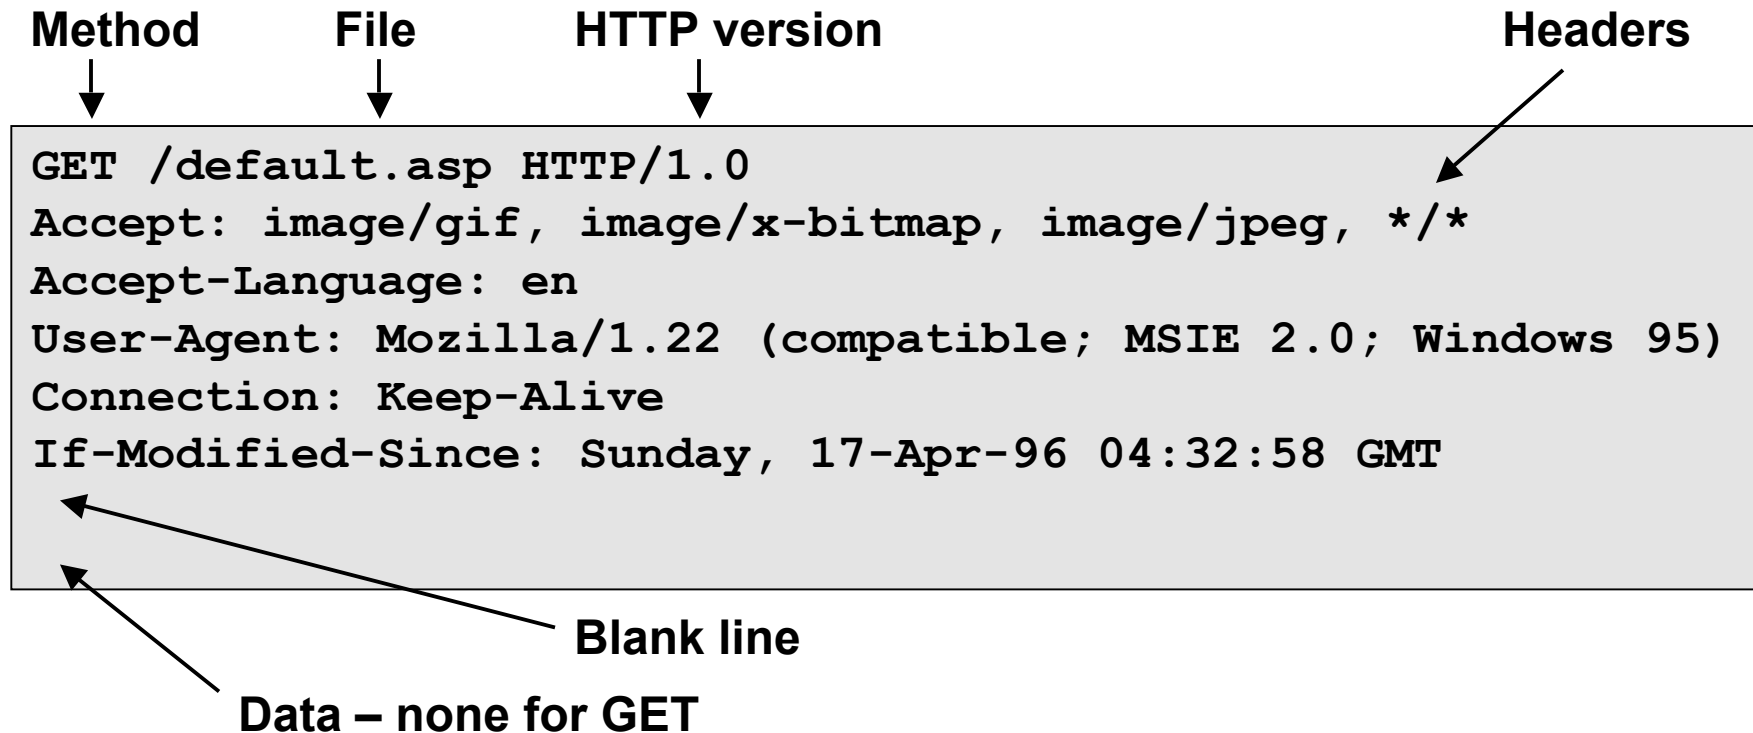 Method File HTTP version Headers
GET /default.asp HTTP/1.0
Accept: image/gif, image/x-bitmap, image/jpeg, */*
Accept-Language: en
User-Agent: Mozilla/1.22 (compatible; MSIE 2.0; Windows 95)
Connection: Keep-Alive
If-Modified-Since: Sunday, 17-Apr-96 04:32:58 GMT
Blank line
Data – none for GET